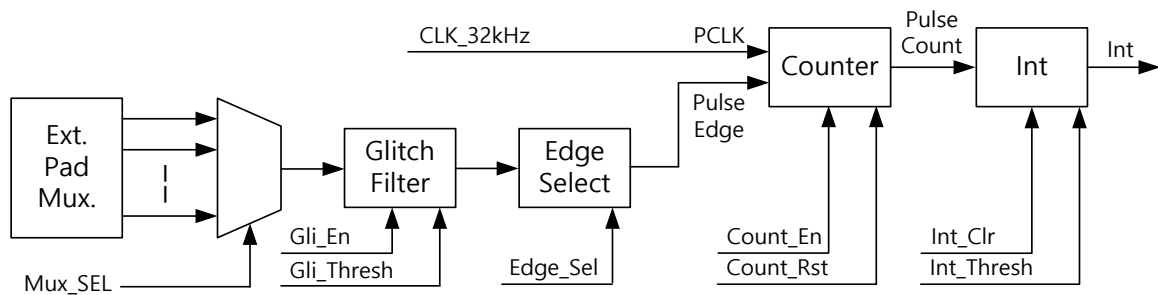 CLK_32kHz
PCLK
Pulse
Count
Int
Counter
Int
Pulse
Edge
Ext.
Pad
Mux.
Glitch
Filter
Edge
Select
Gli_En
Gli_Thresh
Mux_SEL
Edge_Sel
Count_En
Count_Rst
Int_Clr
Int_Thresh